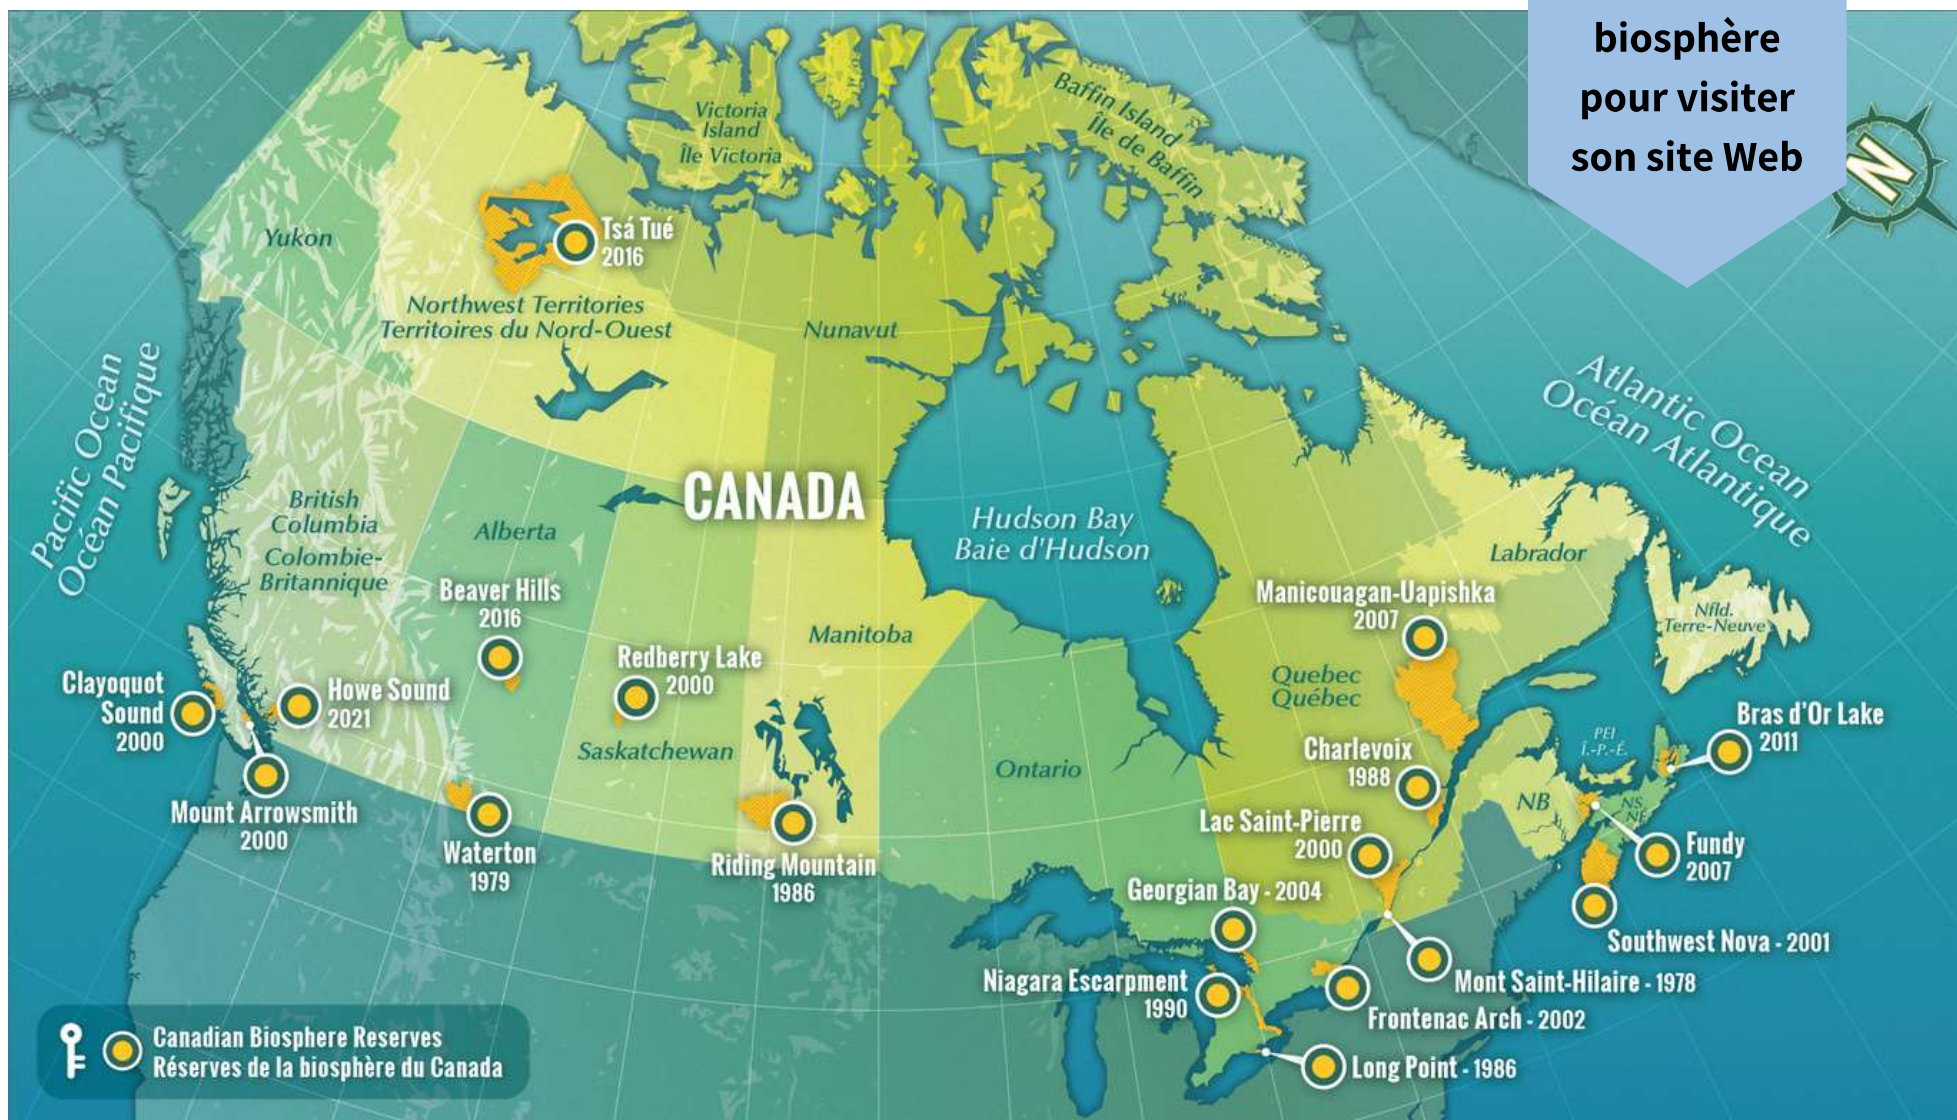 biosphère
pour visiter
son site Web
N
Victoria
Island
Île Victoria
Baffin Island
Île de Baffin
Yukon
Tsá Tué
2016
Northwest Territories
Territoires du Nord-Ouest
Nunavut
Pacific Ocean
Océan Pacifique
Atlantic Ocean
Océan Atlantique
CANADA
British
Columbia
Colombie-
Britannique
Alberta
Hudson Bay
Baie d'Hudson
Labrador
Beaver Hills
2016
Manicouagan-Uapishka
2007
Nfld.
Terre-Neuve
Manitoba
Redberry Lake
2000
Quebec
Québec
Clayoquot
Sound
2000
Howe Sound
2021
Bras d'Or Lake
2011
PEI
Î.-P.-É.
Charlevoix
1988
Saskatchewan
Ontario
NB
NS
NÉ
Mount Arrowsmith
2000
Lac Saint-Pierre
2000
Fundy
2007
Waterton
1979
Riding Mountain
1986
Georgian Bay - 2004
Southwest Nova - 2001
Niagara Escarpment
1990
Mont Saint-Hilaire - 1978
Frontenac Arch - 2002
Long Point - 1986
Canadian Biosphere Reserves
Réserves de la biosphère du Canada